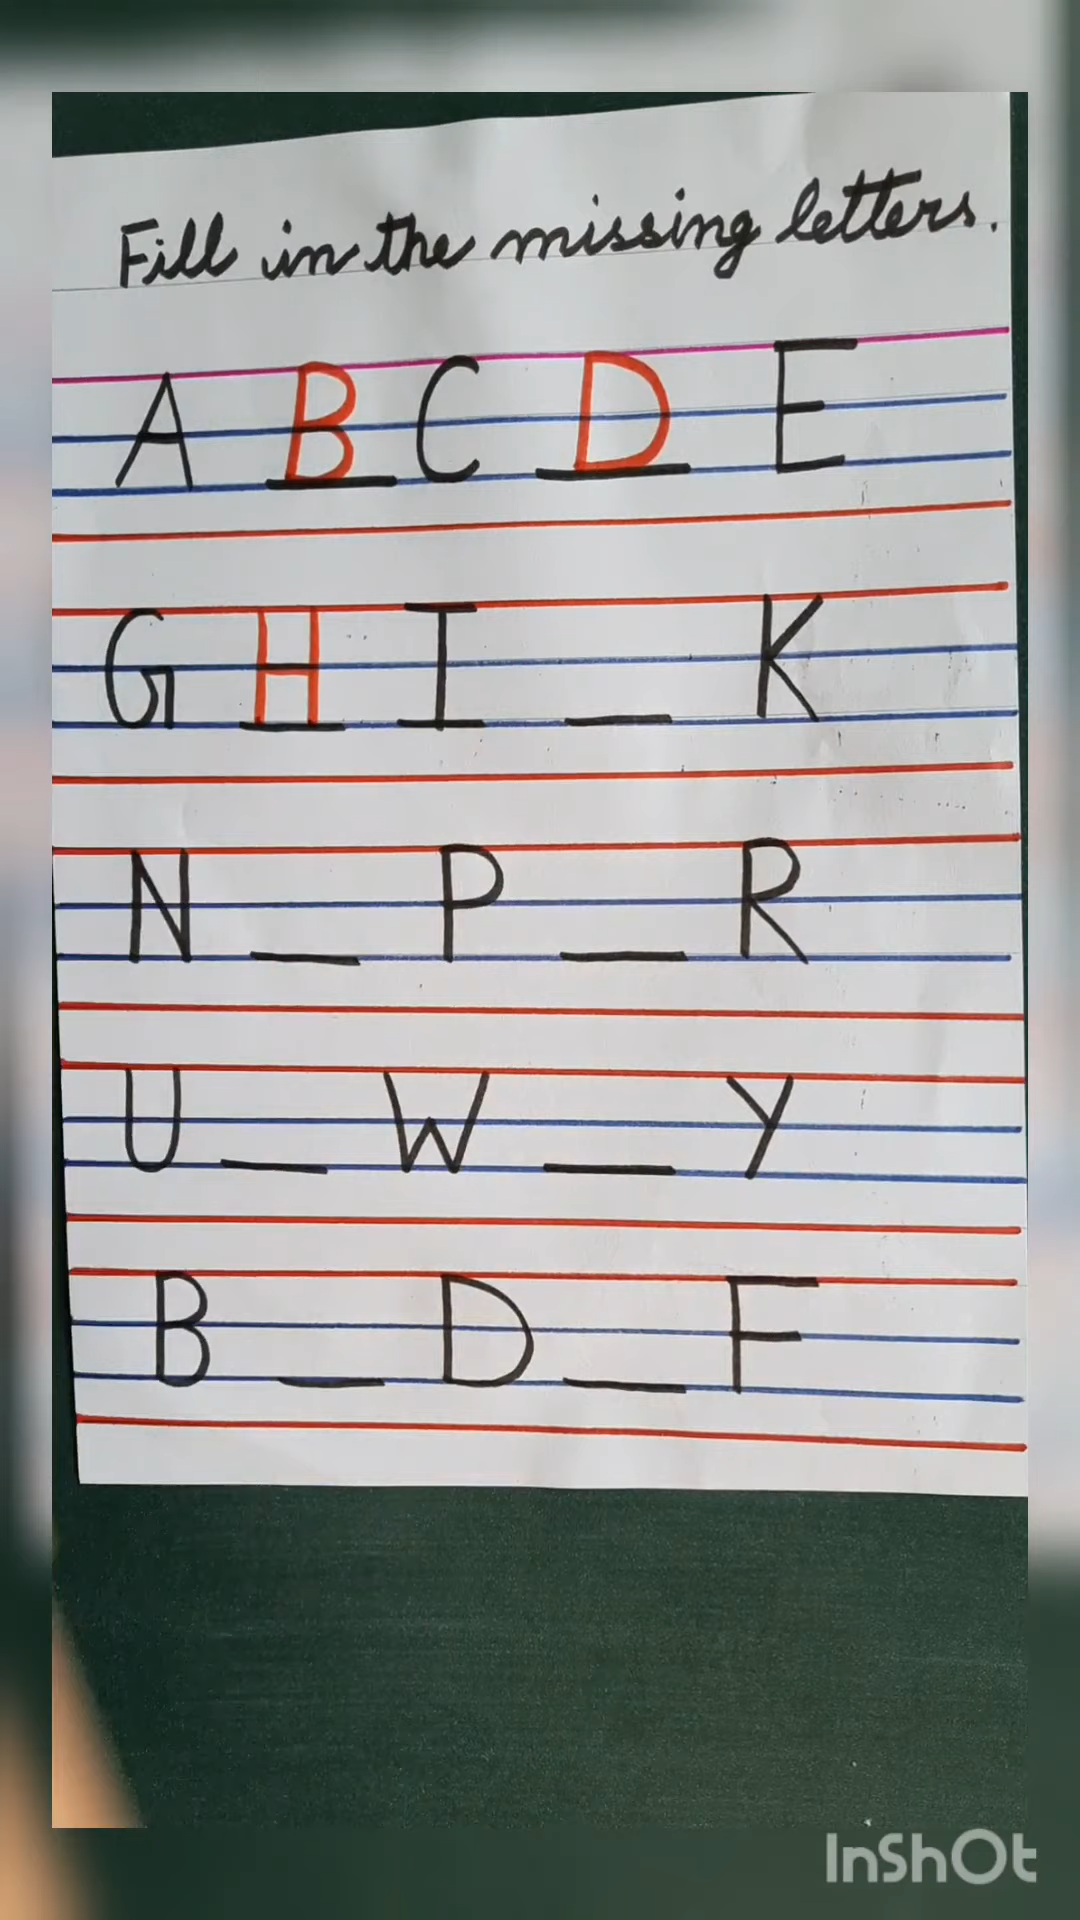 Fill in the missing letters.
A B C D E
G H I _ K
N _ P _ R
U _ W _ Y
B _ D _ F
InShOt